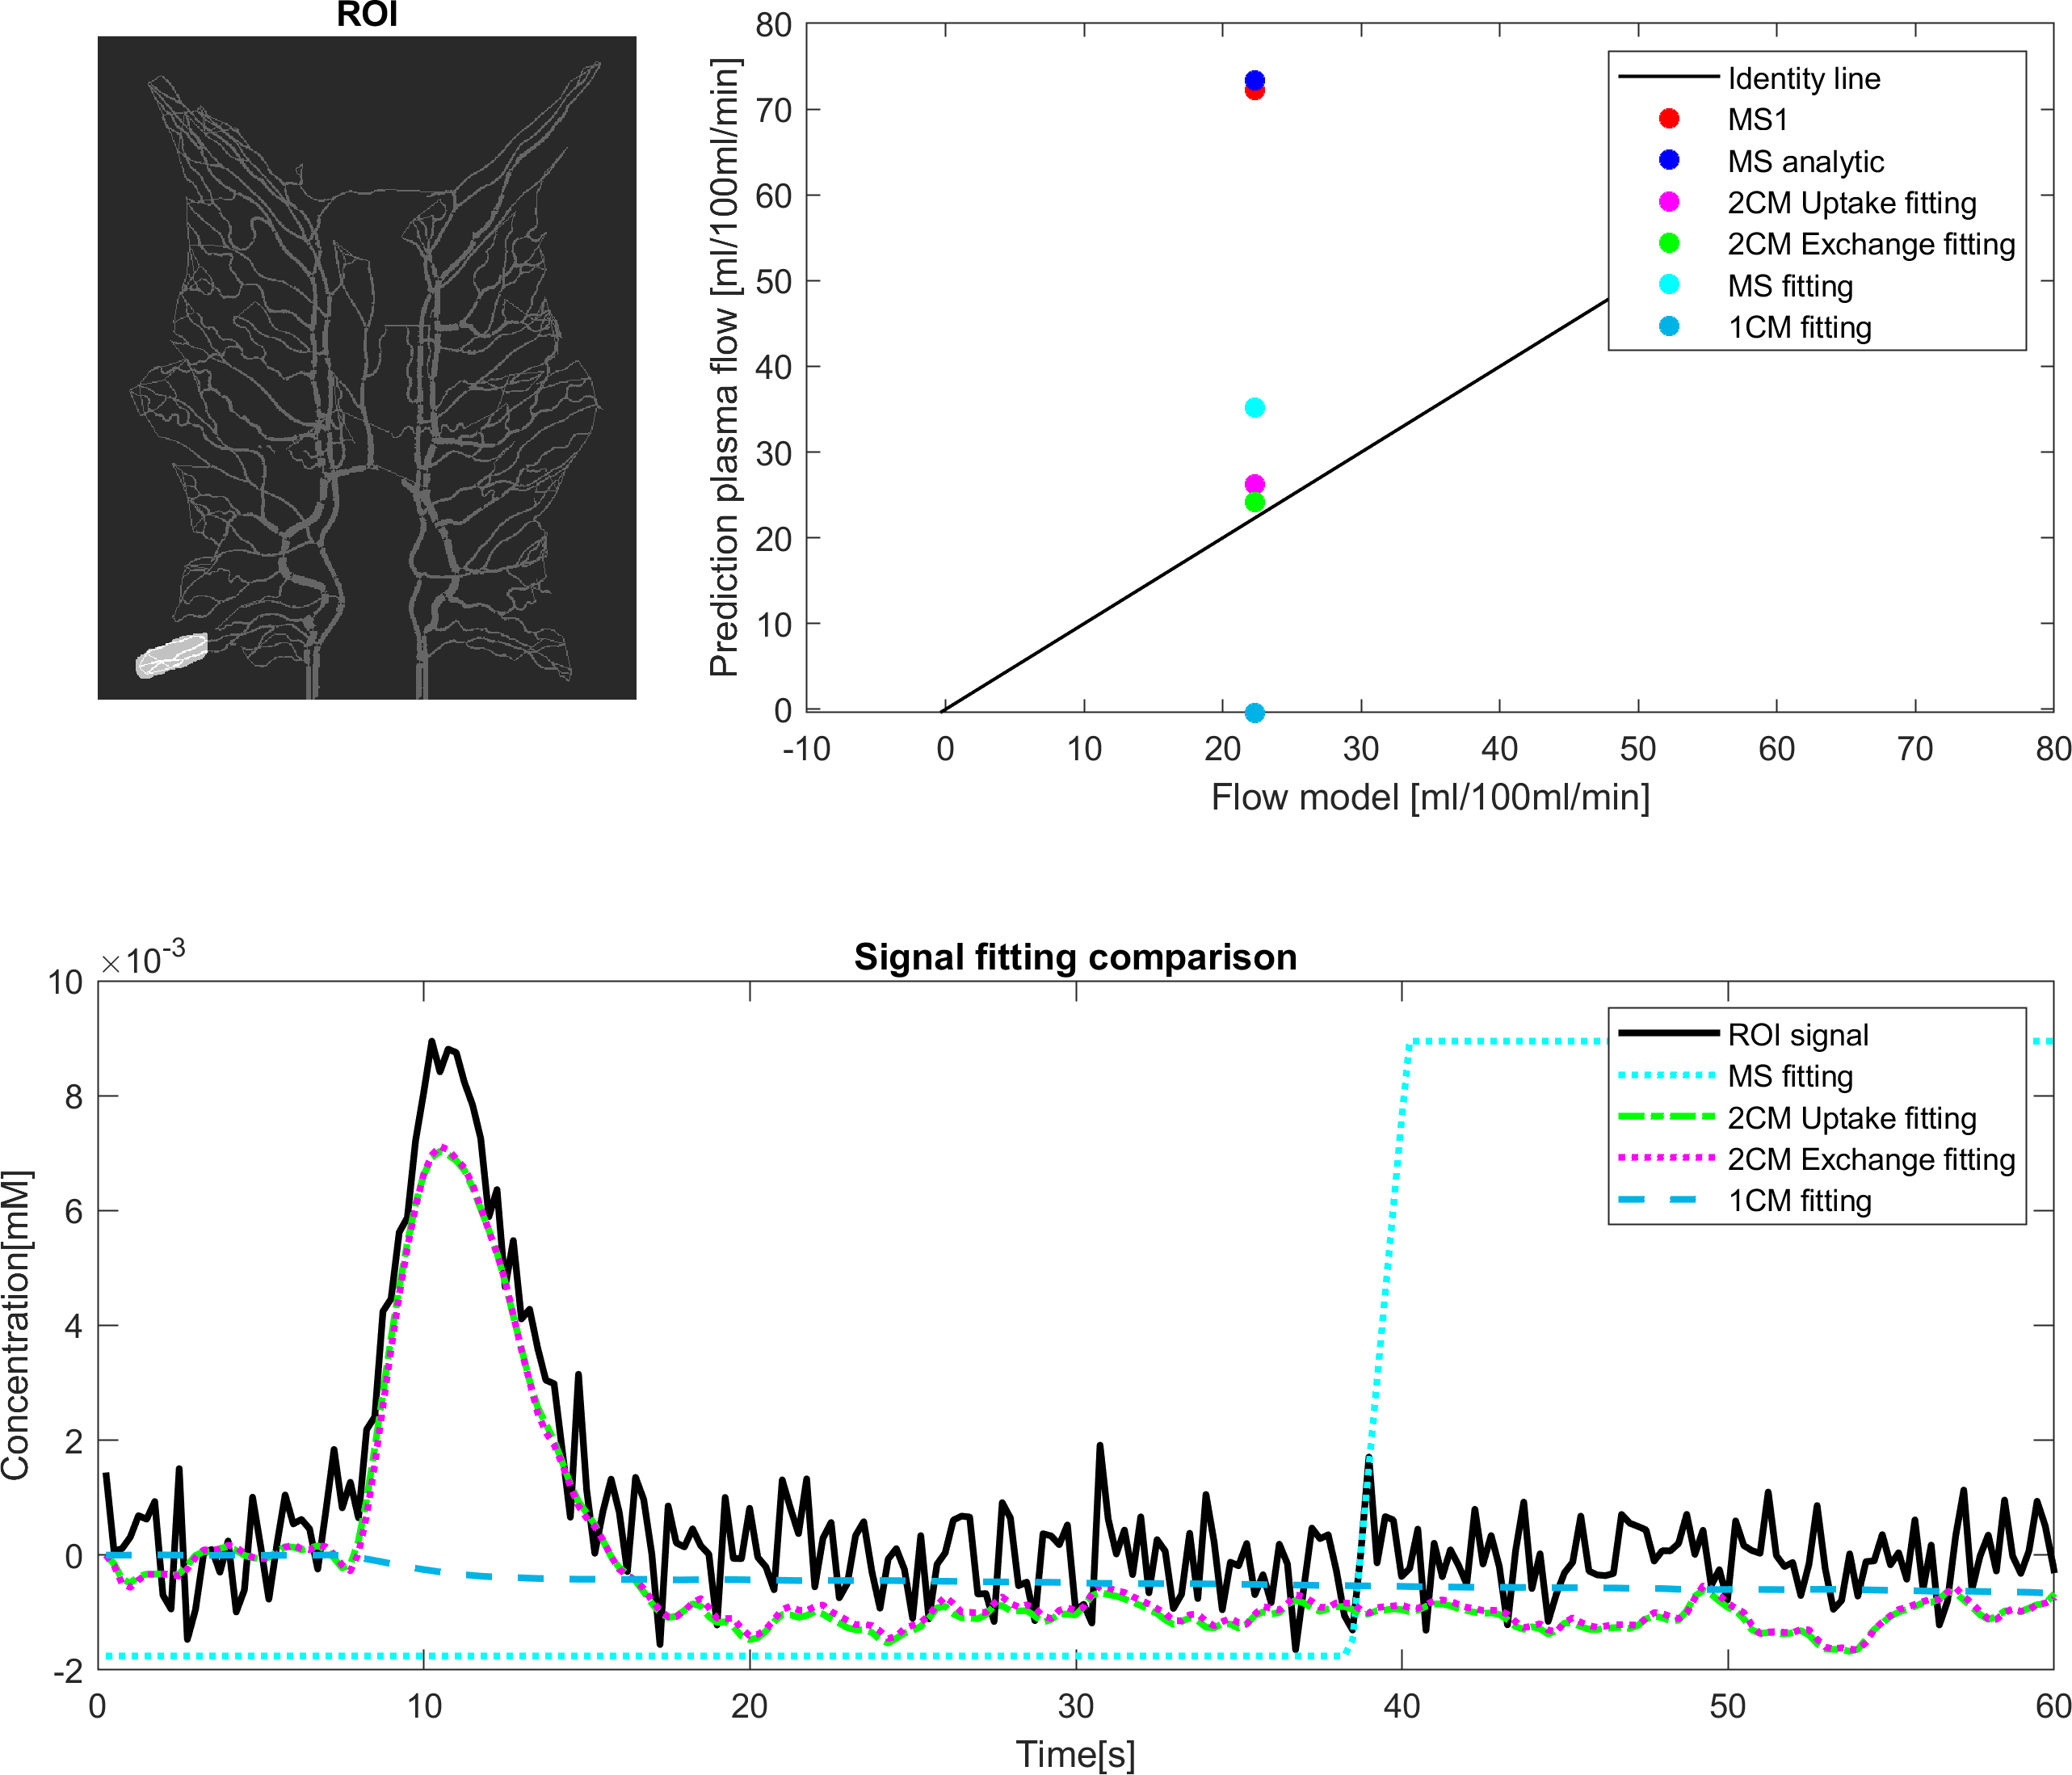 ROI
80
70
60
50
40
30
20
10
0
Prediction plasma flow [ml/100ml/min]
-10 0 10 20 30 40 50 60 70 80
Flow model [ml/100ml/min]
Identity line
MS1
MS analytic
2CM Uptake fitting
2CM Exchange fitting
MS fitting
1CM fitting
Signal fitting comparison
×10-3
10
8
6
4
2
0
-2
Concentration[mM]
0 10 20 30 40 50 60
Time[s]
ROI signal
MS fitting
2CM Uptake fitting
2CM Exchange fitting
1CM fitting